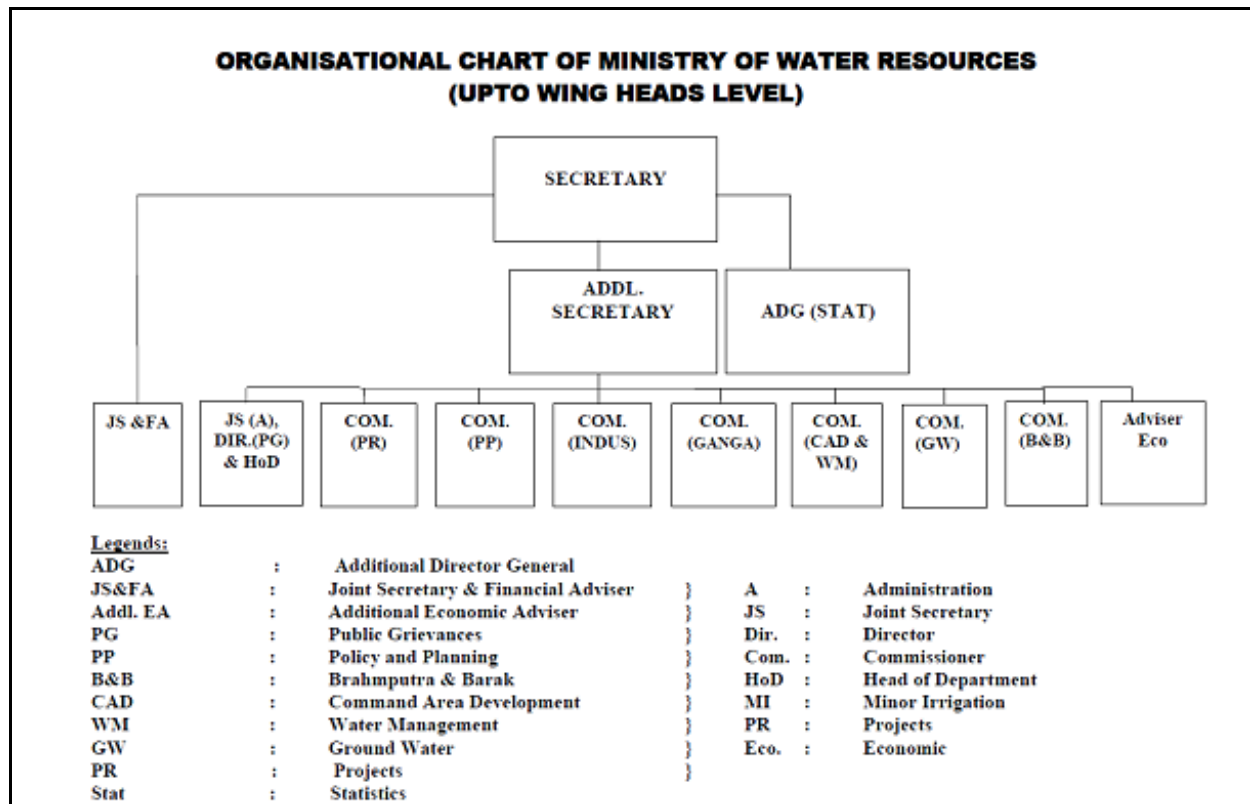 ORGANISATIONAL CHART OF MINISTRY OF WATER RESOURCES
(UPTO WING HEADS LEVEL)
SECRETARY
ADDL.
SECRETARY
ADG (STAT)
JS &FA
JS (A),
DIR.(PG)
& HoD
COM.
(PR)
COM.
(PP)
COM.
(INDUS)
COM.
(GANGA)
COM.
(CAD &
WM)
COM.
(GW)
COM.
(B&B)
Adviser
Eco
Legends:
ADG : Additional Director General
JS&FA : Joint Secretary & Financial Adviser } A : Administration
Addl. EA : Additional Economic Adviser } JS : Joint Secretary
PG : Public Grievances } Dir. : Director
PP : Policy and Planning } Com. : Commissioner
B&B : Brahmputra & Barak } HoD : Head of Department
CAD : Command Area Development } MI : Minor Irrigation
WM : Water Management } PR : Projects
GW : Ground Water } Eco. : Economic
PR : Projects }
Stat : Statistics